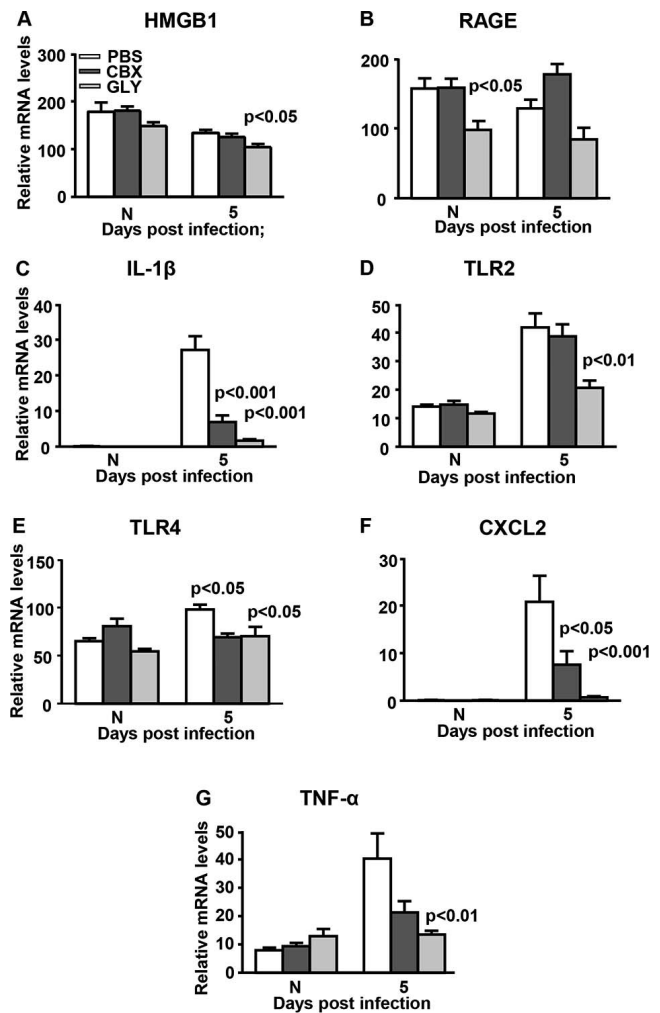 A HMGB1
Relative mRNA levels
300
200
100
0
PBS
CBX
GLY
p<0.05
N 5
Days post infection;
B RAGE
200
100
0
p<0.05
N 5
Days post infection
C IL-1β
Relative mRNA levels
40
30
20
10
0
p<0.001
p<0.001
N 5
Days post infection
D TLR2
50
40
30
20
10
0
p<0.01
N 5
Days post infection
E TLR4
Relative mRNA levels
150
100
50
0
p<0.05
p<0.05
N 5
Days post infection
F CXCL2
30
20
10
0
p<0.05
p<0.001
N 5
Days post infection
G TNF-α
Relative mRNA levels
50
40
30
20
10
0
p<0.01
N 5
Days post infection